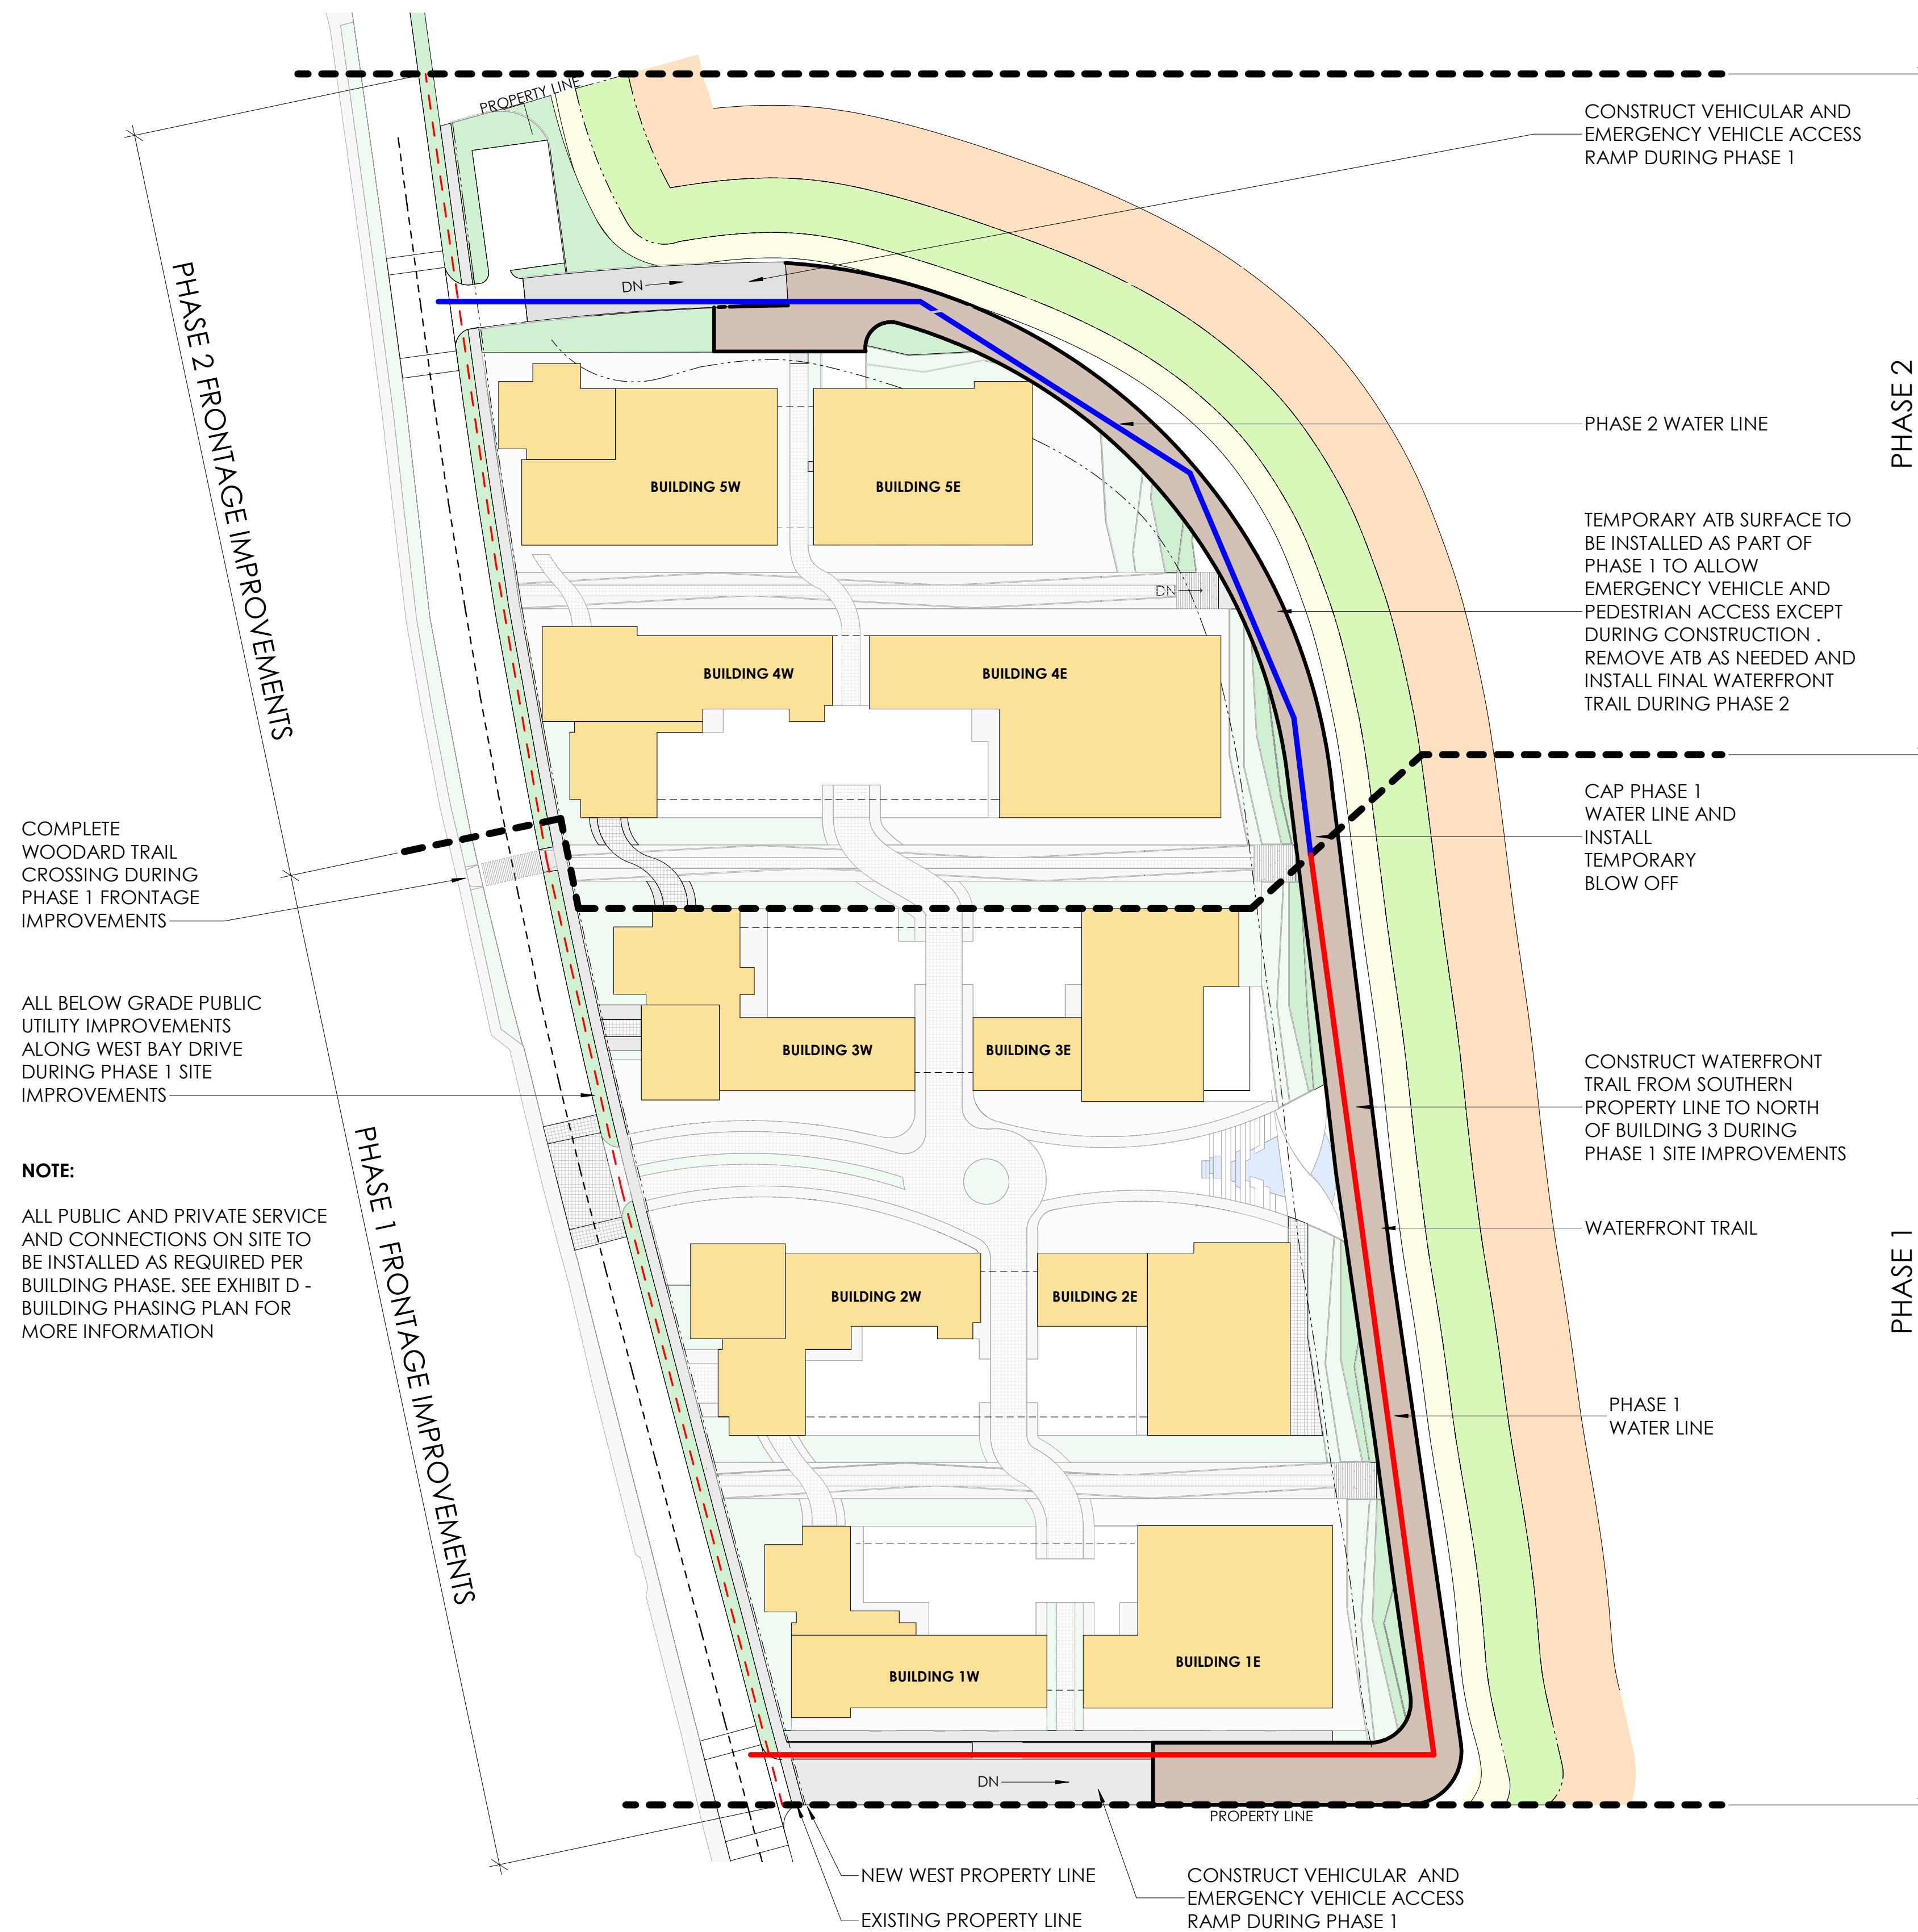 PROPERTY LINE
CONSTRUCT VEHICULAR AND
EMERGENCY VEHICLE ACCESS
RAMP DURING PHASE 1
DN
PHASE 2 FRONTAGE IMPROVEMENTS
PHASE 2
PHASE 2 WATER LINE
BUILDING 5W
BUILDING 5E
TEMPORARY ATB SURFACE TO
BE INSTALLED AS PART OF
PHASE 1 TO ALLOW
EMERGENCY VEHICLE AND
PEDESTRIAN ACCESS EXCEPT
DURING CONSTRUCTION .
REMOVE ATB AS NEEDED AND
INSTALL FINAL WATERFRONT
TRAIL DURING PHASE 2
DN
BUILDING 4W
BUILDING 4E
CAP PHASE 1
WATER LINE AND
INSTALL
TEMPORARY
BLOW OFF
COMPLETE
WOODARD TRAIL
CROSSING DURING
PHASE 1 FRONTAGE
IMPROVEMENTS
ALL BELOW GRADE PUBLIC
UTILITY IMPROVEMENTS
ALONG WEST BAY DRIVE
DURING PHASE 1 SITE
IMPROVEMENTS
BUILDING 3W
BUILDING 3E
CONSTRUCT WATERFRONT
TRAIL FROM SOUTHERN
PROPERTY LINE TO NORTH
OF BUILDING 3 DURING
PHASE 1 SITE IMPROVEMENTS
NOTE:
ALL PUBLIC AND PRIVATE SERVICE
AND CONNECTIONS ON SITE TO
BE INSTALLED AS REQUIRED PER
BUILDING PHASE. SEE EXHIBIT D -
BUILDING PHASING PLAN FOR
MORE INFORMATION
PHASE 1 FRONTAGE IMPROVEMENTS
WATERFRONT TRAIL
PHASE 1
BUILDING 2W
BUILDING 2E
PHASE 1
WATER LINE
BUILDING 1W
BUILDING 1E
DN
PROPERTY LINE
NEW WEST PROPERTY LINE
EXISTING PROPERTY LINE
CONSTRUCT VEHICULAR  AND
EMERGENCY VEHICLE ACCESS
RAMP DURING PHASE 1